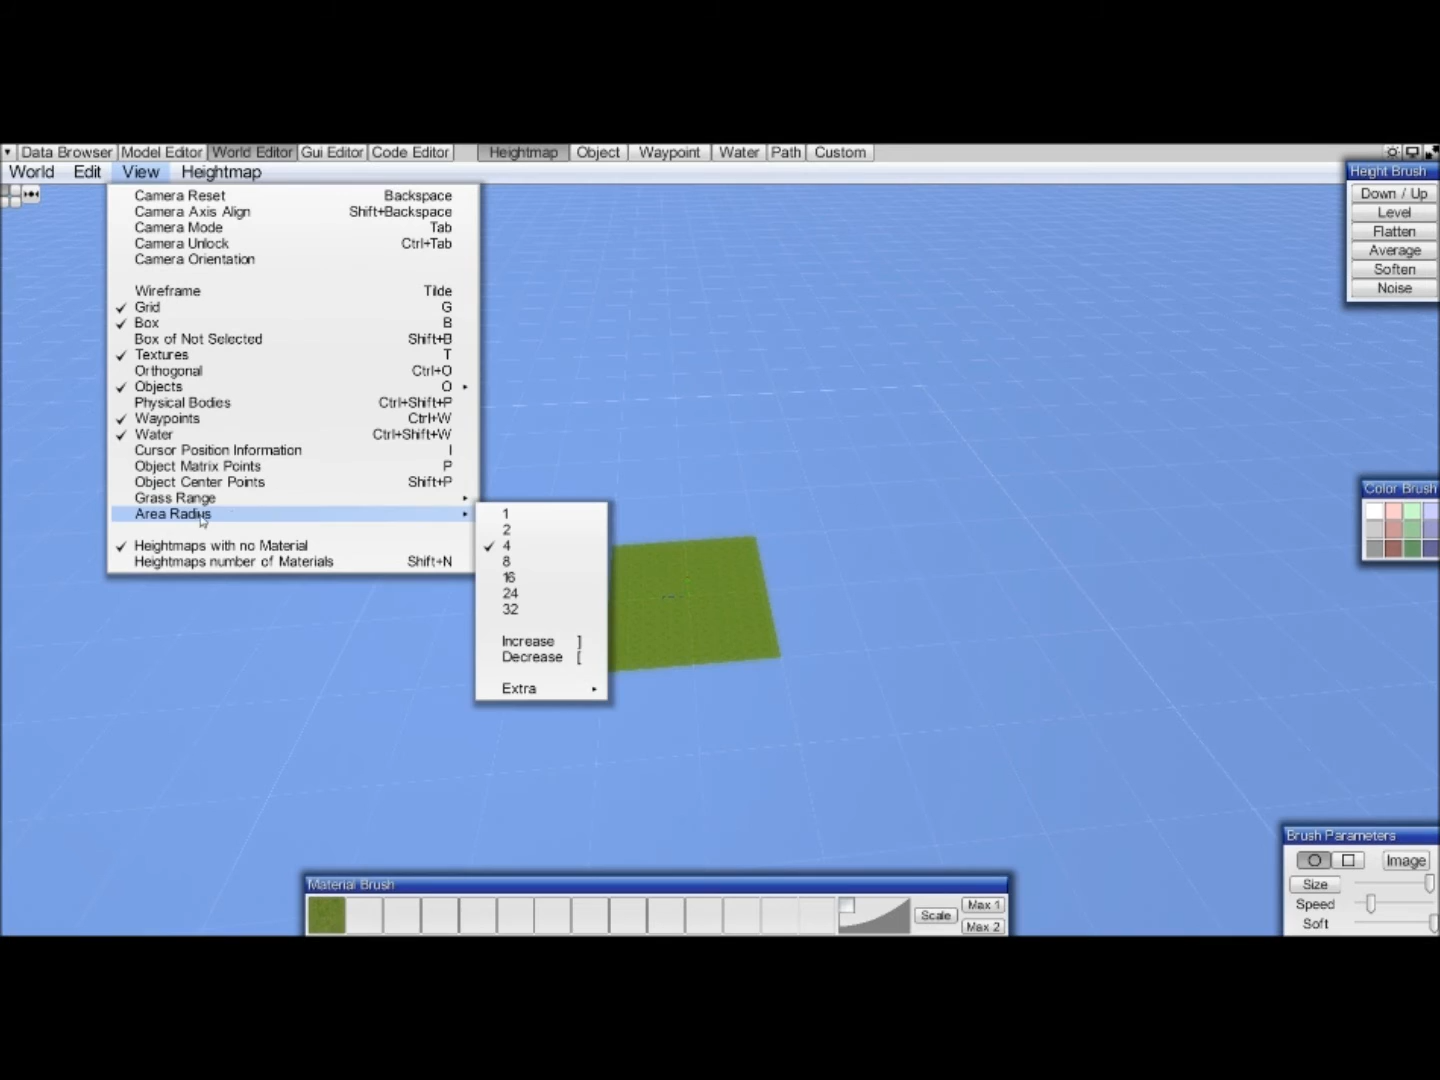 Data Browser Model Editor World Editor Gui Editor Code Editor Heightmap Object Waypoint Water Path Custom
World Edit View Heightmap
Camera Reset Backspace
Camera Axis Align Shift+Backspace
Camera Mode Tab
Camera Unlock Ctrl+Tab
Camera Orientation
Wireframe Tilde
Grid G
Box B
Box of Not Selected Shift+B
Textures T
Orthogonal Ctrl+O
Objects O
Physical Bodies Ctrl+Shift+P
Waypoints Ctrl+W
Water Ctrl+Shift+W
Cursor Position Information I
Object Matrix Points P
Object Center Points Shift+P
Grass Range
Area Radius
Heightmaps with no Material
Heightmaps number of Materials Shift+N
1
2
4
8
16
24
32
Increase ]
Decrease [
Extra
Height Brush
Down / Up
Level
Flatten
Average
Soften
Noise
Color Brush
Brush Parameters
Image
Size
Speed
Soft
Material Brush
Scale
Max 1
Max 2